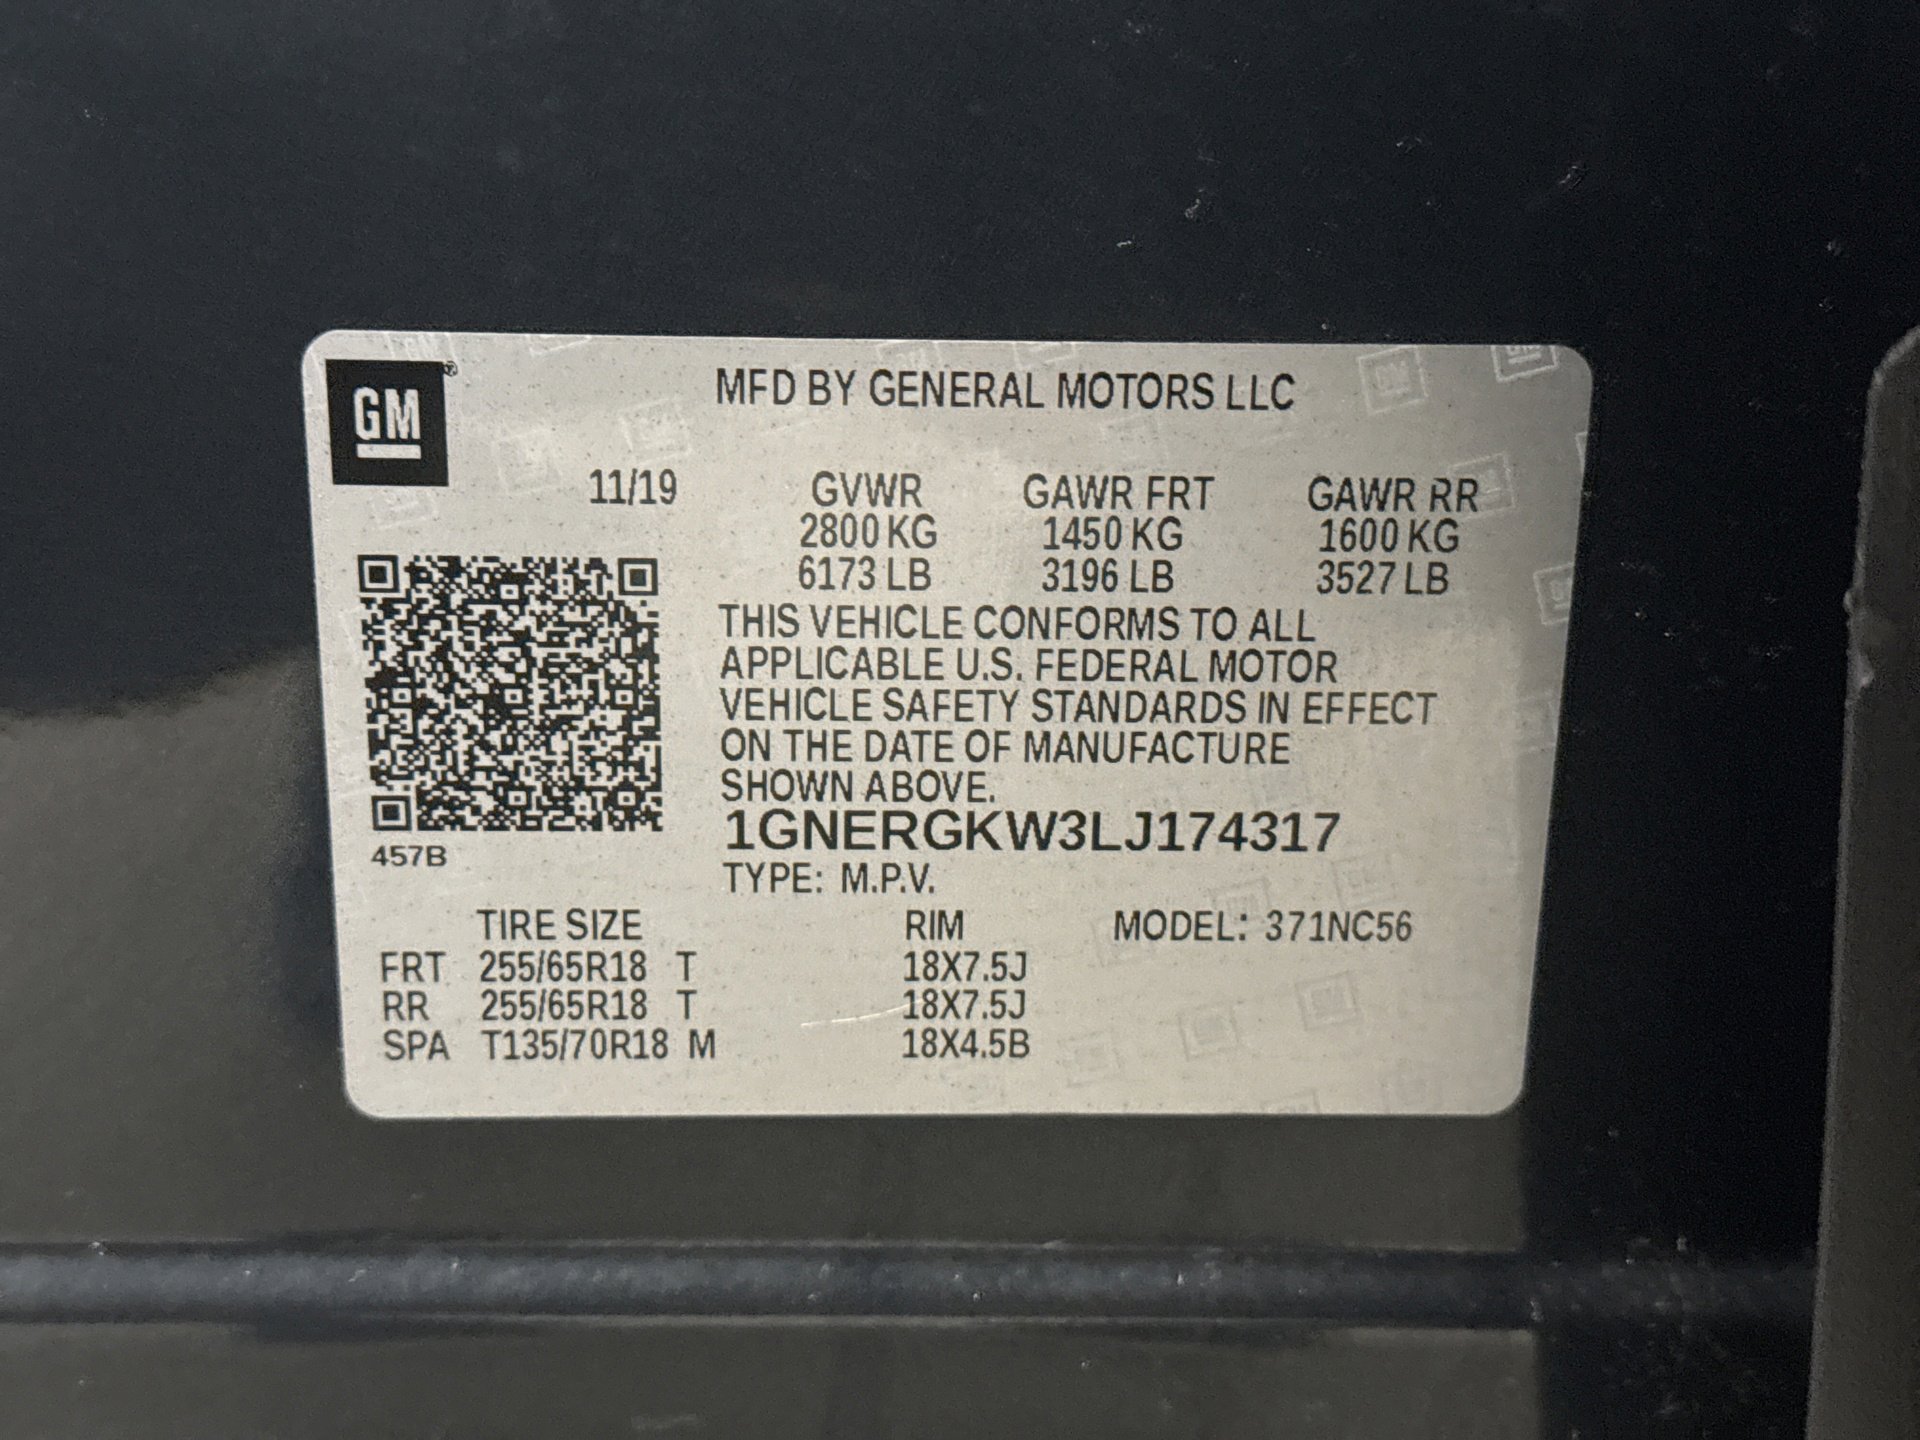 GM®
MFD BY GENERAL MOTORS LLC
11/19 GVWR GAWR FRT GAWR RR
2800 KG 1450 KG 1600 KG
6173 LB 3196 LB 3527 LB
THIS VEHICLE CONFORMS TO ALL
APPLICABLE U.S. FEDERAL MOTOR
VEHICLE SAFETY STANDARDS IN EFFECT
ON THE DATE OF MANUFACTURE
SHOWN ABOVE.
1GNERGKW3LJ174317
457B
TYPE: M.P.V.
TIRE SIZE RIM MODEL: 371NC56
FRT 255/65R18 T 18X7.5J
RR 255/65R18 T 18X7.5J
SPA T135/70R18 M 18X4.5B